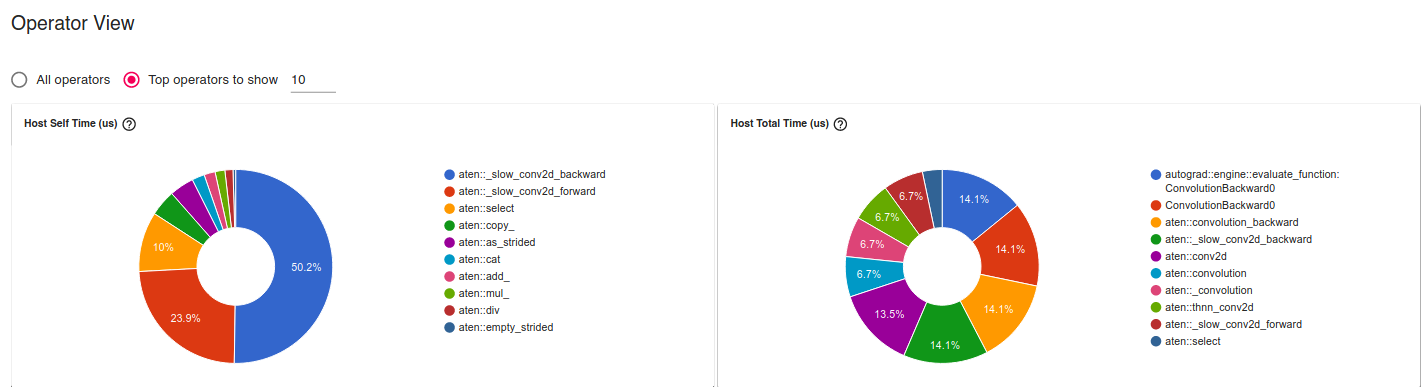 Operator View
All operators
Top operators to show 10
Host Self Time (us) ?
50.2%
23.9%
10%
aten::_slow_conv2d_backward
aten::_slow_conv2d_forward
aten::select
aten::copy_
aten::as_strided
aten::cat
aten::add_
aten::mul_
aten::div
aten::empty_strided
Host Total Time (us) ?
14.1%
14.1%
14.1%
14.1%
13.5%
6.7%
6.7%
6.7%
6.7%
autograd::engine::evaluate_function:
ConvolutionBackward0
ConvolutionBackward0
aten::convolution_backward
aten::_slow_conv2d_backward
aten::conv2d
aten::convolution
aten::_convolution
aten::thnn_conv2d
aten::_slow_conv2d_forward
aten::select